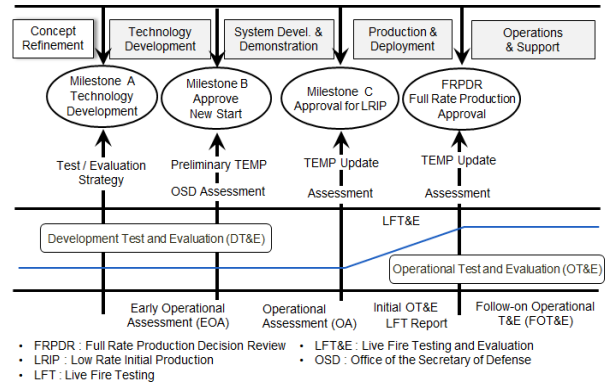 Concept
Refinement
Technology
Development
System Devel. &
Demonstration
Production &
Deployment
Operations
& Support
Milestone A
Technology
Development
Milestone B
Approve
New Start
Milestone C
Approval for LRIP
FRPDR
Full Rate Production
Approval
Test / Evaluation
Strategy
Preliminary TEMP
OSD Assessment
TEMP Update
Assessment
TEMP Update
Assessment
LFT&E
Development Test and Evaluation (DT&E)
Operational Test and Evaluation (OT&E)
Early Operational
Assessment (EOA)
Operational
Assessment (OA)
Initial OT&E
LFT Report
Follow-on Operational
T&E (FOT&E)
• FRPDR : Full Rate Production Decision Review
• LRIP : Low Rate Initial Production
• LFT : Live Fire Testing
• LFT&E : Live Fire Testing and Evaluation
• OSD : Office of the Secretary of Defense